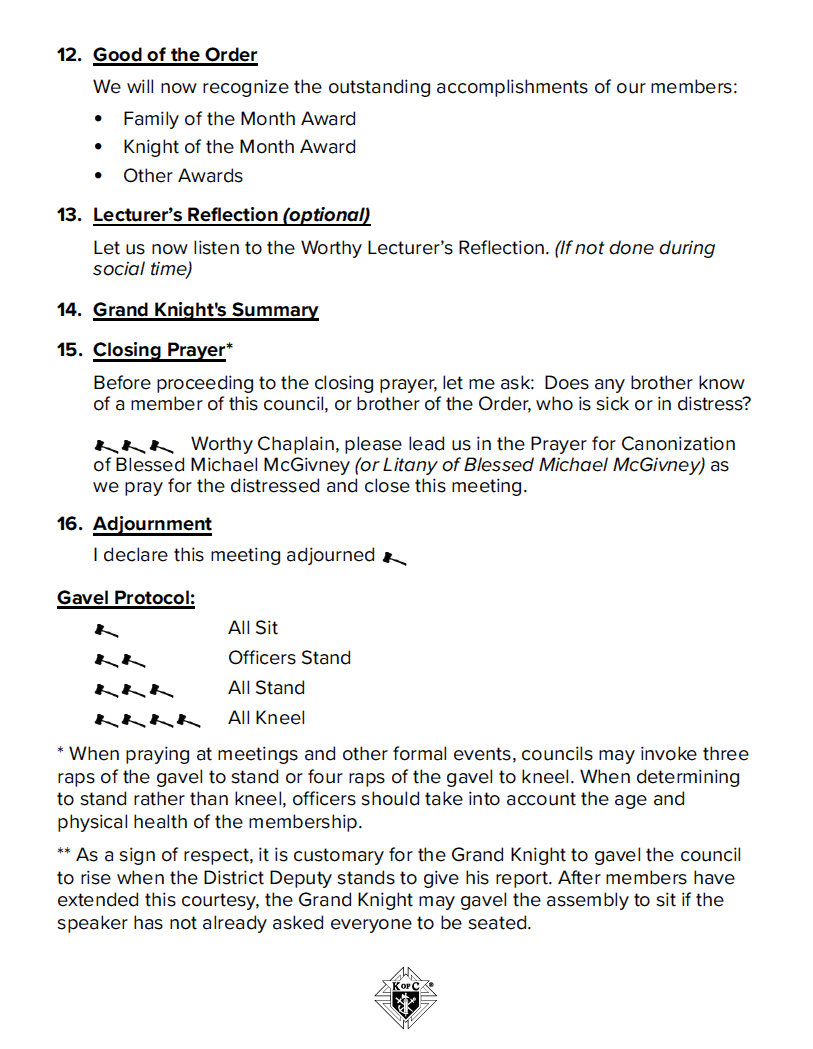 12. Good of the Order
We will now recognize the outstanding accomplishments of our members:
• Family of the Month Award
• Knight of the Month Award
• Other Awards
13. Lecturer’s Reflection (optional)
Let us now listen to the Worthy Lecturer’s Reflection. (If not done during
social time)
14. Grand Knight's Summary
15. Closing Prayer*
Before proceeding to the closing prayer, let me ask:  Does any brother know
of a member of this council, or brother of the Order, who is sick or in distress?
Worthy Chaplain, please lead us in the Prayer for Canonization
of Blessed Michael McGivney (or Litany of Blessed Michael McGivney) as
we pray for the distressed and close this meeting.
16. Adjournment
I declare this meeting adjourned
Gavel Protocol:
All Sit
Officers Stand
All Stand
All Kneel
* When praying at meetings and other formal events, councils may invoke three
raps of the gavel to stand or four raps of the gavel to kneel. When determining
to stand rather than kneel, officers should take into account the age and
physical health of the membership.
** As a sign of respect, it is customary for the Grand Knight to gavel the council
to rise when the District Deputy stands to give his report. After members have
extended this courtesy, the Grand Knight may gavel the assembly to sit if the
speaker has not already asked everyone to be seated.
K OF C ®